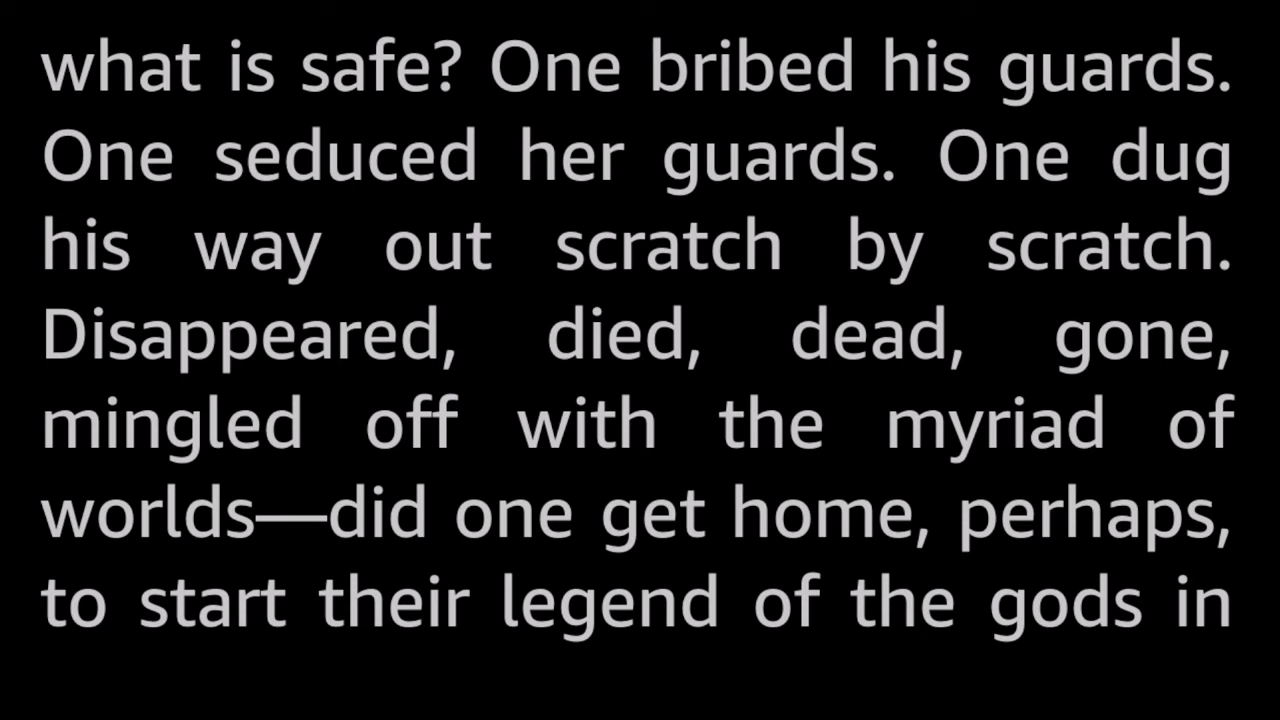 what is safe? One bribed his guards.
One seduced her guards. One dug
his way out scratch by scratch.
Disappeared, died, dead, gone,
mingled off with the myriad of
worlds—did one get home, perhaps,
to start their legend of the gods in